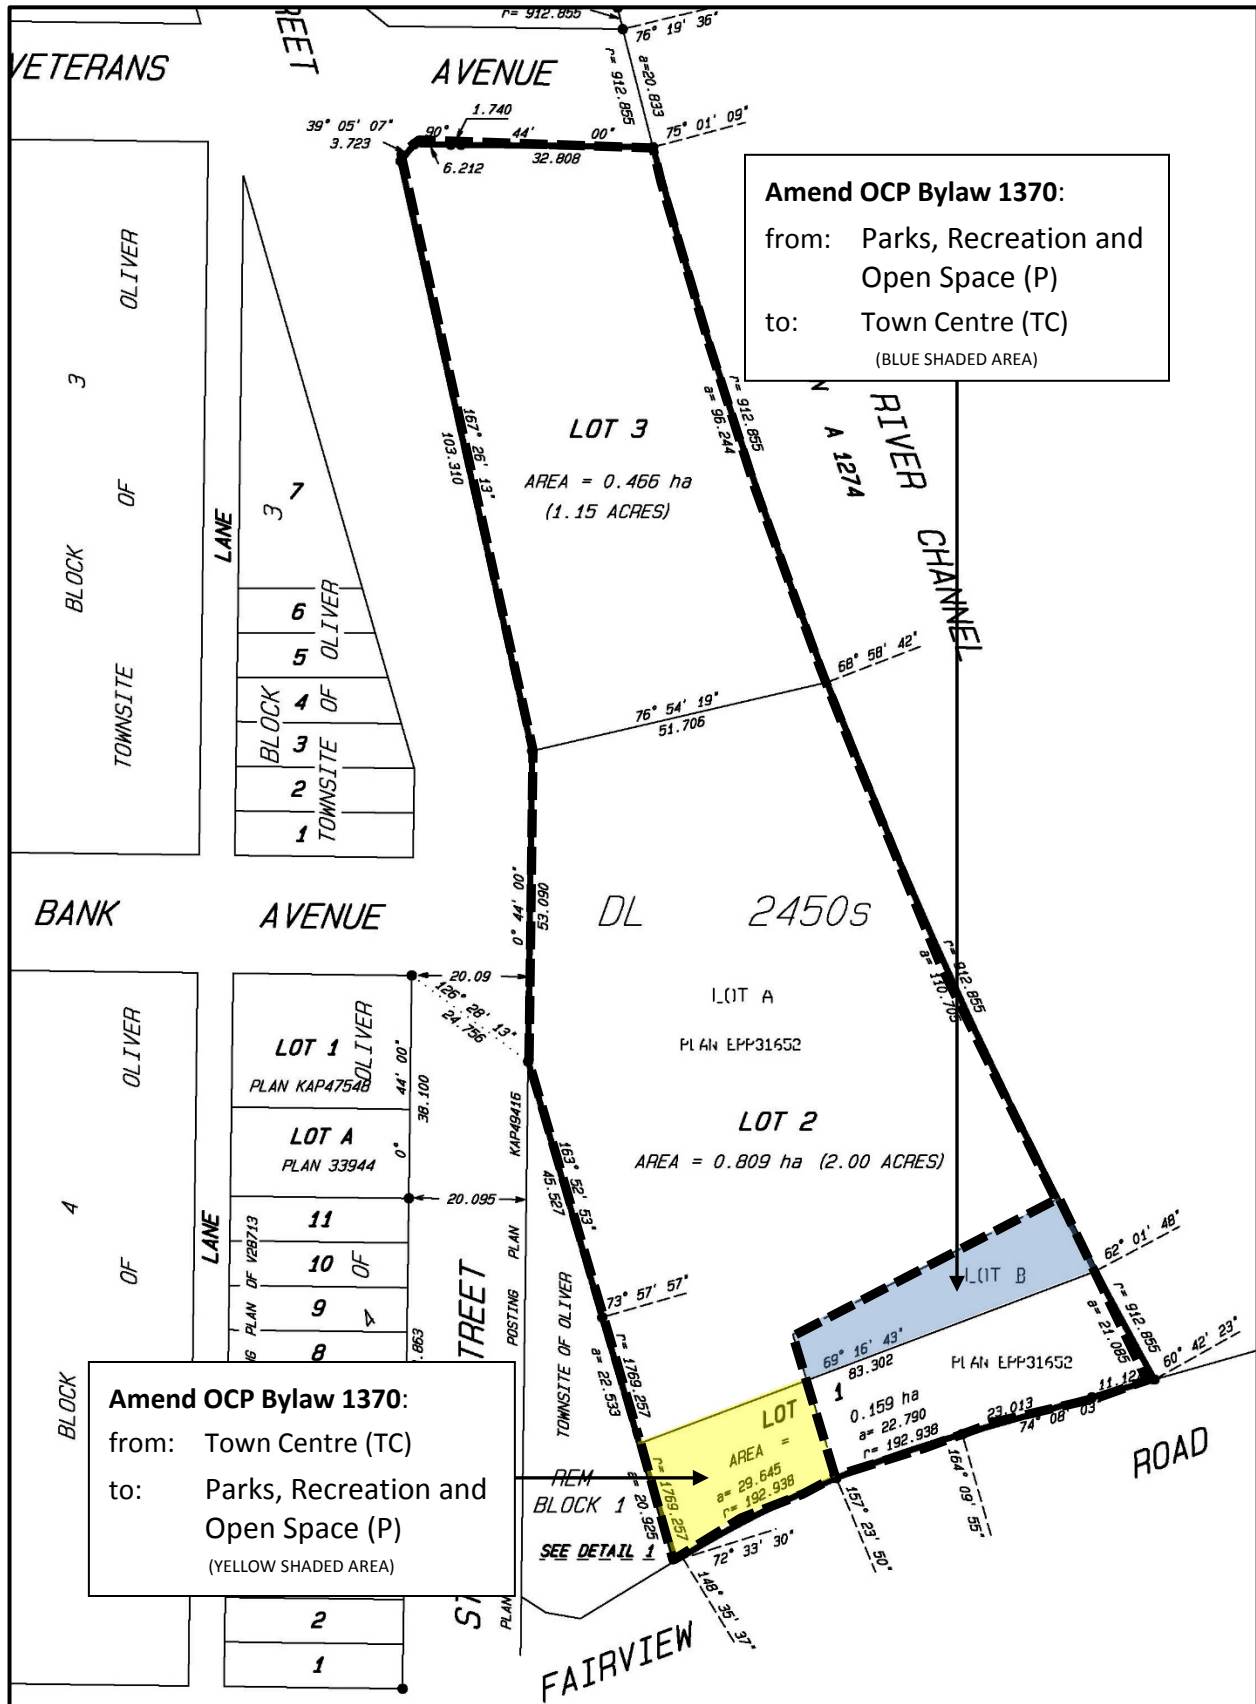 r= 912.855
76° 19' 36"
REET
VETERANS
AVENUE
r= 912.855
a=20.833
39° 05' 07"
3.723
90°
1.740
44'
00"
75° 01' 09"
6.212
32.808
Amend OCP Bylaw 1370:
from: Parks, Recreation and
Open Space (P)
to: Town Centre (TC)
(BLUE SHADED AREA)
OLIVER
3
OF
BLOCK
TOWNSITE
LANE
7
3
6
5
4
3
2
1
BLOCK
TOWNSITE OF OLIVER
167° 26' 13"
103.310
LOT 3
AREA = 0.466 ha
(1.15 ACRES)
r= 912.855
a= 96.244
N A 1274
RIVER
CHANNEL
68° 58' 42"
76° 54' 19"
51.706
BANK
AVENUE
0° 44' 00"
53.090
DL 2450s
r= 912.855
a= 110.705
20.09
126° 28' 13"
24.756
LOT A
PLAN EPP31652
OLIVER
OF
4
BLOCK
LANE
LOT 1
PLAN KAP47548
OLIVER
0° 44' 00"
38.100
LOT A
PLAN 33944
KAP49416
LOT 2
AREA = 0.809 ha (2.00 ACRES)
163° 52' 53"
45.527
20.095
11
10
9
8
OF
4
PLAN OF V28713
.863
TREET
POSTING PLAN
TOWNSITE OF OLIVER
73° 57' 57"
r= 1769.257
a= 22.533
62° 01' 48"
LOT B
69° 16' 43"
83.302
PLAN EPP31652
r= 912.855
a= 21.085
60° 42' 23"
Amend OCP Bylaw 1370:
from: Town Centre (TC)
to: Parks, Recreation and
Open Space (P)
(YELLOW SHADED AREA)
LOT 1
AREA = 0.159 ha
a= 29.645
r= 192.938
a= 22.790
r= 192.938
23.013
74° 08' 03"
11.12
r= 1769.257
a= 20.925
REM
BLOCK 1
SEE DETAIL 1
72° 33' 30"
148° 35' 37"
157° 23' 50"
164° 09' 55"
ROAD
2
1
ST
PLAN
FAIRVIEW